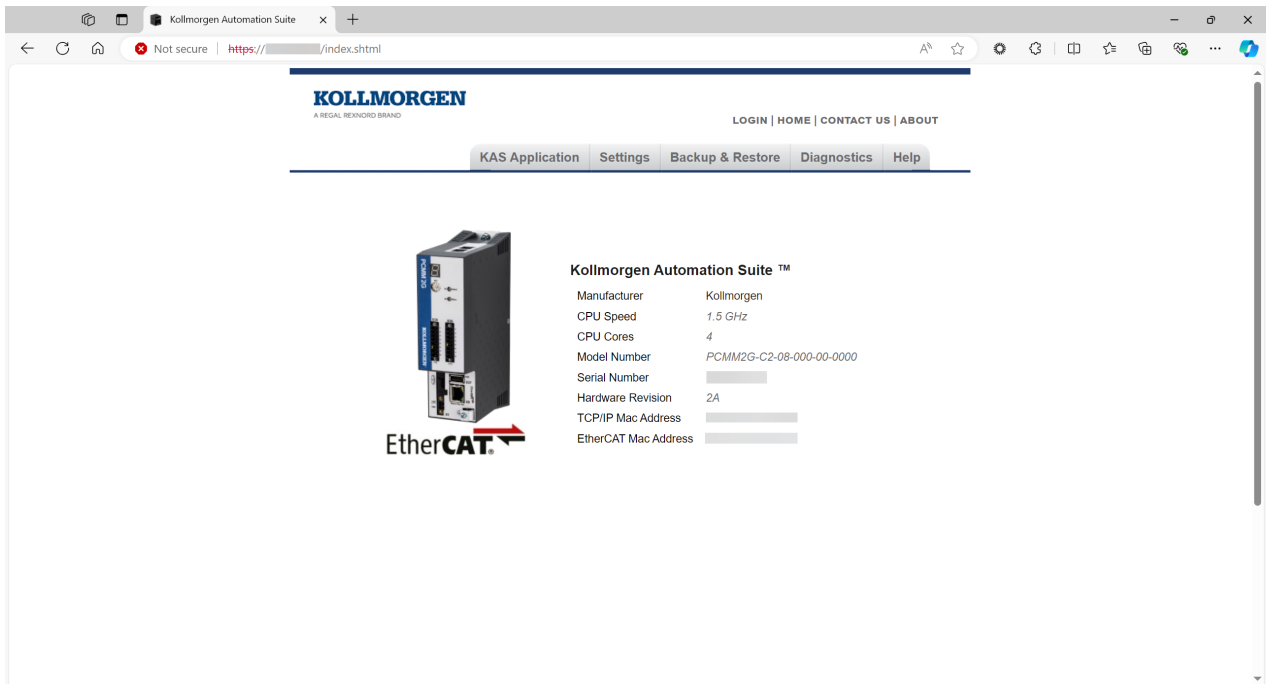 Kollmorgen Automation Suite
Not secure https:// /index.shtml
KOLLMORGEN
A REGAL REXNORD BRAND
LOGIN | HOME | CONTACT US | ABOUT
KAS Application Settings Backup & Restore Diagnostics Help
PCMM 2G
KOLLMORGEN
EtherCAT®
Kollmorgen Automation Suite ™
Manufacturer Kollmorgen
CPU Speed 1.5 GHz
CPU Cores 4
Model Number PCMM2G-C2-08-000-00-0000
Serial Number
Hardware Revision 2A
TCP/IP Mac Address
EtherCAT Mac Address